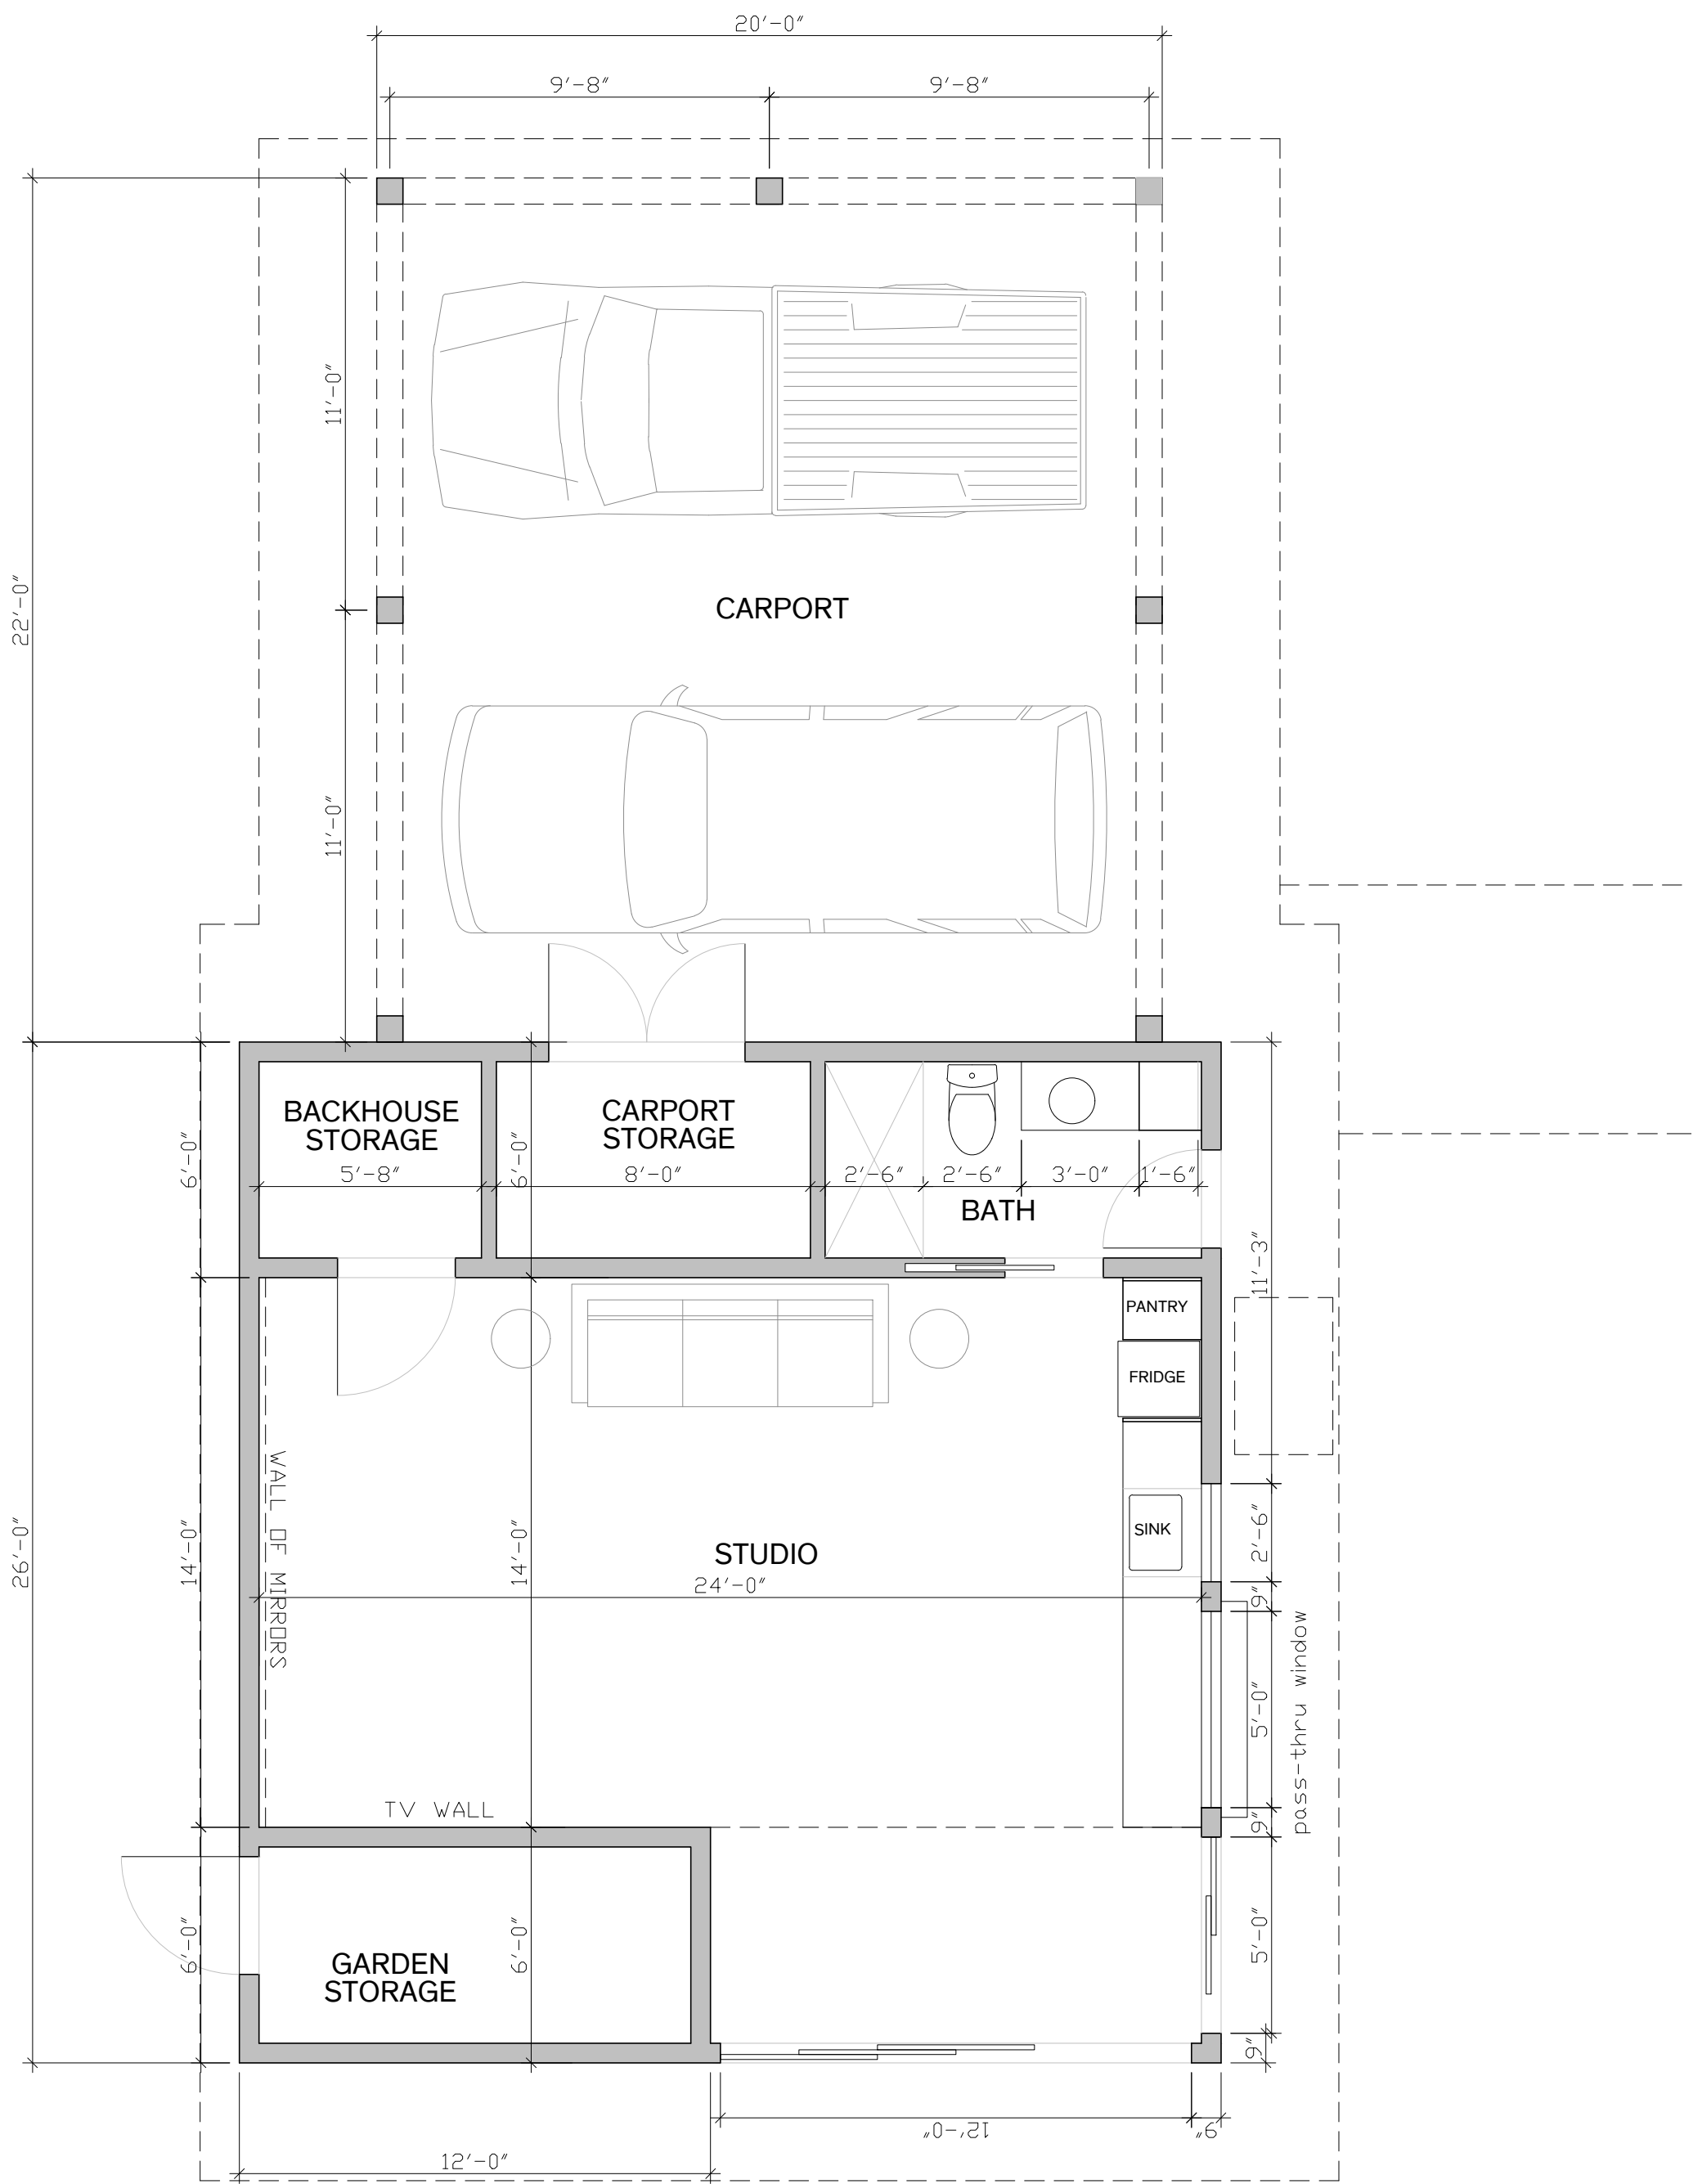 20'-0"
9'-8"
9'-8"
11'-0"
22'-0"
CARPORT
11'-0"
BACKHOUSE
STORAGE
CARPORT
STORAGE
6'-0"
6'-0"
5'-8"
8'-0"
2'-6"
2'-6"
3'-0"
1'-6"
BATH
11'-3"
PANTRY
FRIDGE
WALL OF MIRRORS
26'-0"
14'-0"
14'-0"
STUDIO
SINK
2'-6"
24'-0"
9"
5'-0"
pass-thru window
TV WALL
9"
6'-0"
6'-0"
GARDEN
STORAGE
5'-0"
9"
12'-0"
9"
12'-0"